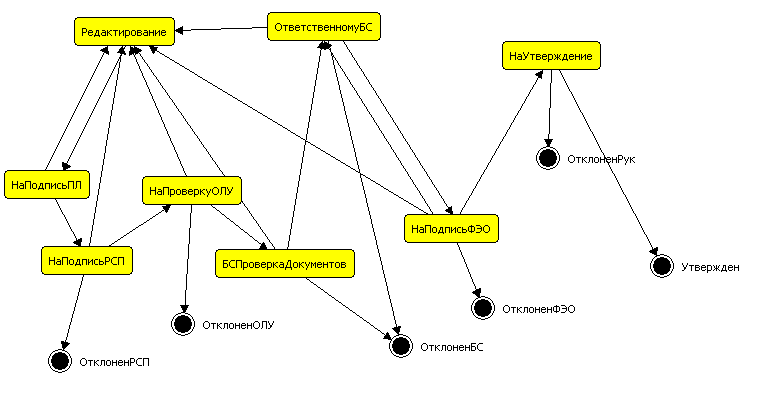 Редактирование
ОтветственномуБС
НаУтверждение
ОтклоненРук
НаПодписьПЛ
НаПроверкуОЛУ
НаПодписьФЭО
НаПодписьРСП
БСПроверкаДокументов
Утвержден
ОтклоненФЭО
ОтклоненОЛУ
ОтклоненБС
ОтклоненРСП